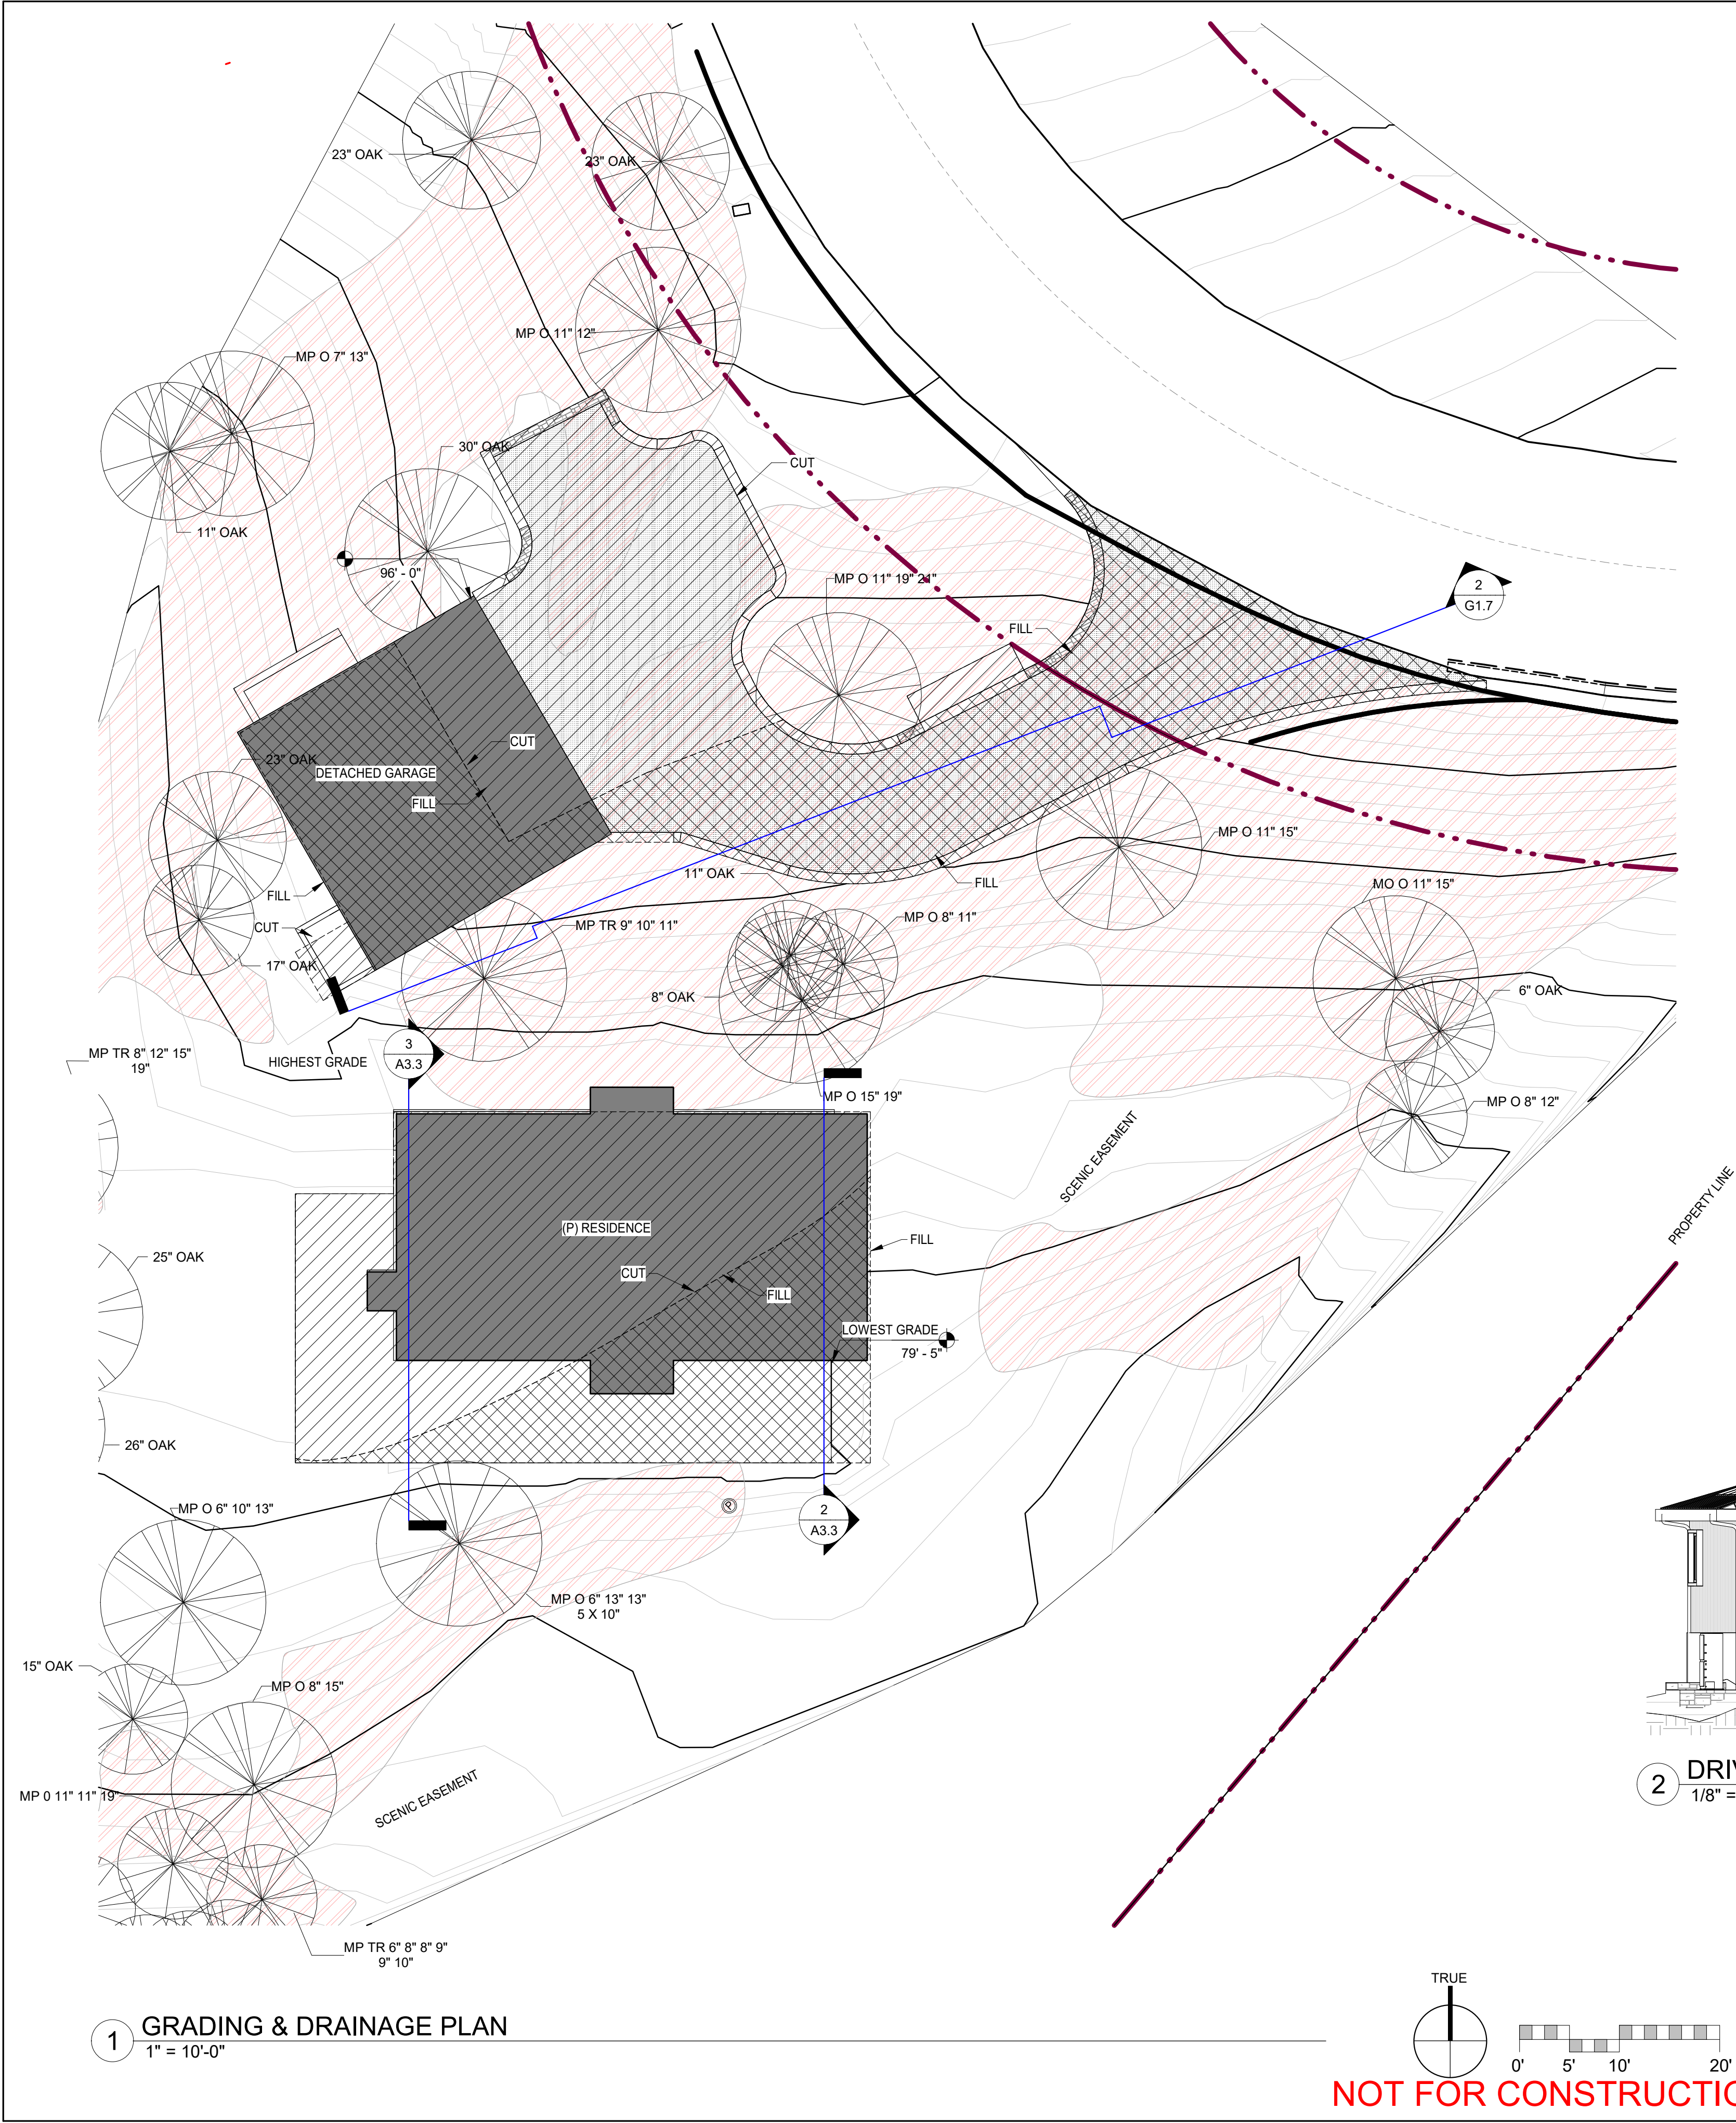 23" OAK
23" OAK
MP O 11" 12"
MP O 7" 13"
30" OAK
CUT
11" OAK
96' - 0"
MP O 11" 19" 21"
2
G1.7
FILL
CUT
23" OAK
DETACHED GARAGE
FILL
MP O 11" 15"
11" OAK
FILL
MO O 11" 15"
FILL
MP O 8" 11"
CUT
MP TR 9" 10" 11"
17" OAK
8" OAK
6" OAK
3
A3.3
MP TR 8" 12" 15"
19"
HIGHEST GRADE
MP O 15" 19"
MP O 8" 12"
SCENIC EASEMENT
PROPERTY LINE
(P) RESIDENCE
FILL
25" OAK
CUT
FILL
LOWEST GRADE
79' - 5"
26" OAK
MP O 6" 10" 13"
P
2
A3.3
MP O 6" 13" 13"
5 X 10"
15" OAK
MP O 8" 15"
MP 0 11" 11" 19"
SCENIC EASEMENT
2
DRIV
1/8" =
MP TR 6" 8" 8" 9"
9" 10"
TRUE
1
GRADING & DRAINAGE PLAN
1" = 10'-0"
0' 5' 10' 20'
NOT FOR CONSTRUCTIO